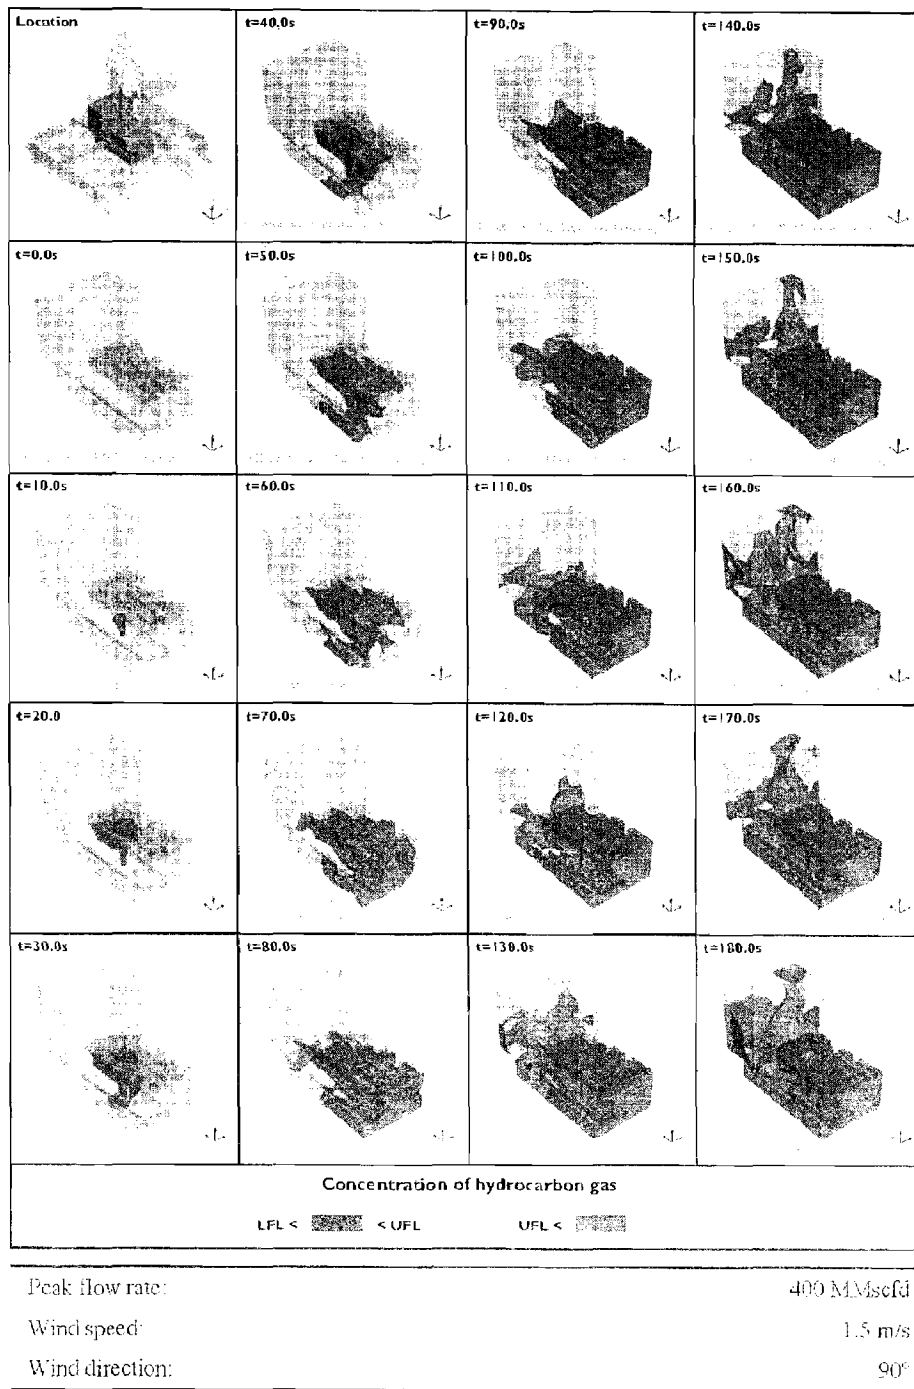 Location
t=40.0s
t=90.0s
t=140.0s
t=0.0s
t=50.0s
t=100.0s
t=150.0s
t=10.0s
t=60.0s
t=110.0s
t=160.0s
t=20.0
t=70.0s
t=120.0s
t=170.0s
t=30.0s
t=80.0s
t=130.0s
t=180.0s
Concentration of hydrocarbon gas
LFL < < UFL UFL <
Peak flow rate: 400 MMscfd
Wind speed: 1.5 m/s
Wind direction: 90°